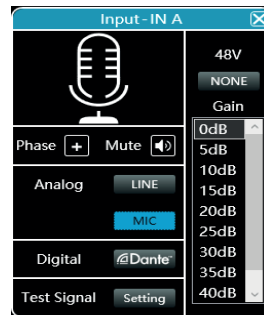 Input-IN A
48V
NONE
Gain
0dB
5dB
10dB
15dB
20dB
25dB
30dB
35dB
40dB
Phase + Mute
Analog LINE
MIC
Digital Dante
Test Signal Setting